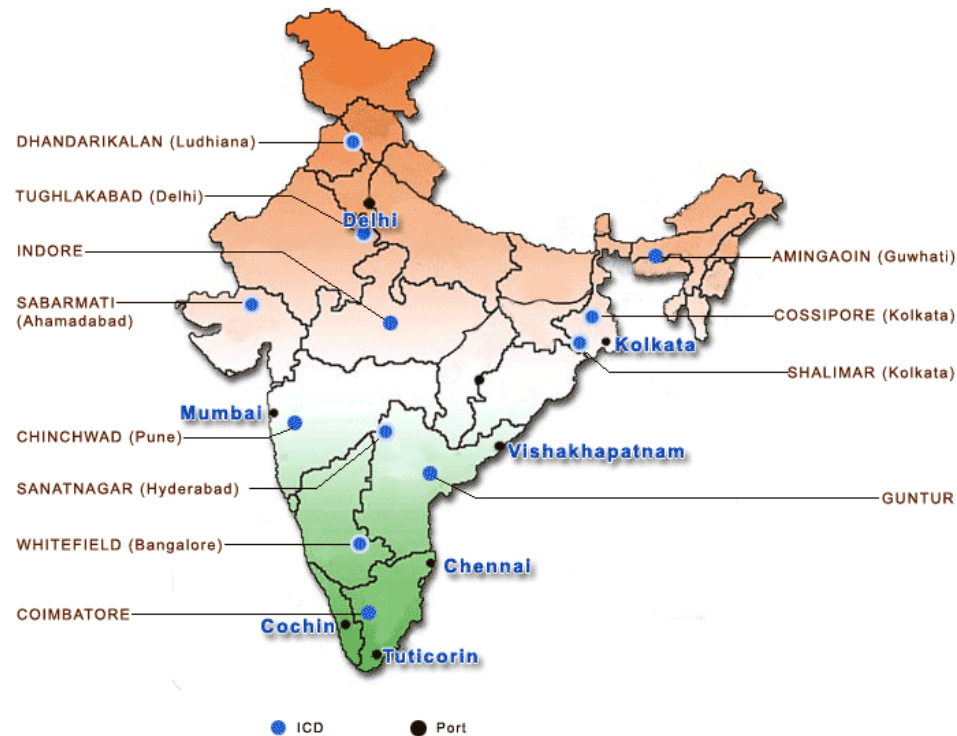 DHANDARIKALAN (Ludhiana)
TUGHLAKABAD (Delhi)
Delhi
INDORE
AMINGAOIN (Guwhati)
SABARMATI
(Ahamadabad)
COSSIPORE (Kolkata)
Kolkata
SHALIMAR (Kolkata)
Mumbai
CHINCHWAD (Pune)
Vishakhapatnam
SANATNAGAR (Hyderabad)
GUNTUR
WHITEFIELD (Bangalore)
Chennai
COIMBATORE
Cochin
Tuticorin
ICD
Port